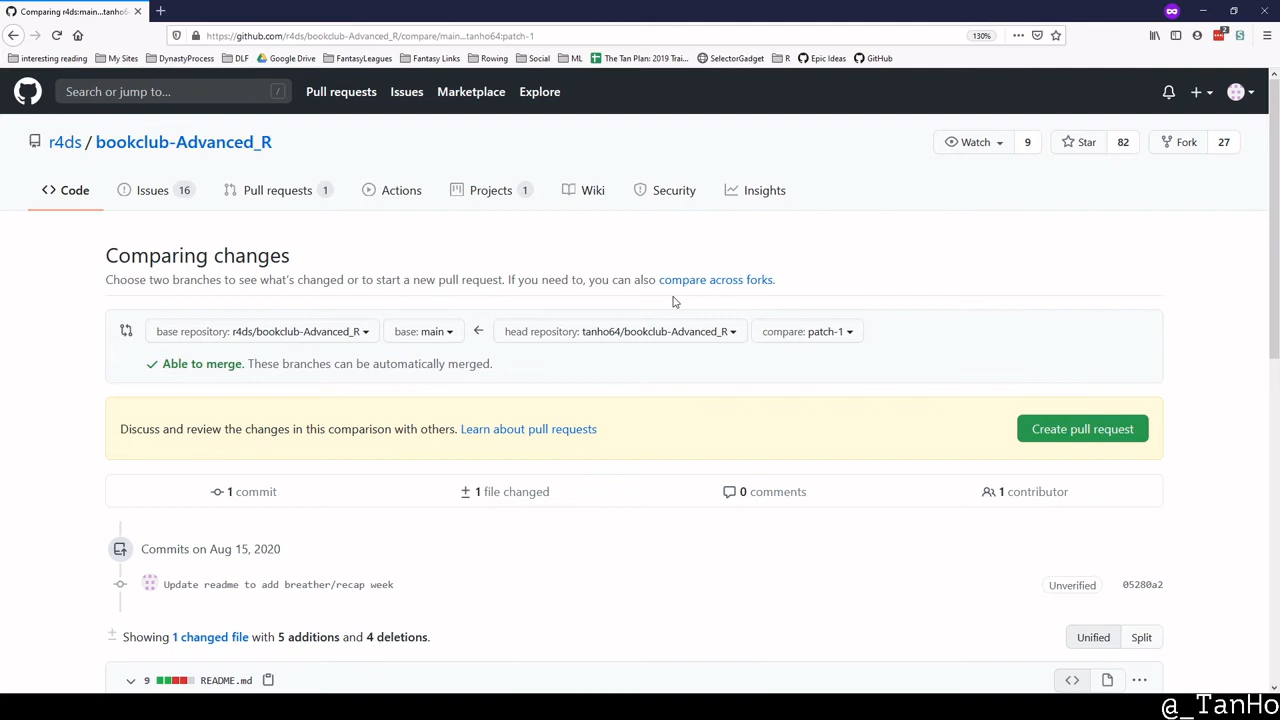 Comparing r4ds:main...tanho64
https://github.com/r4ds/bookclub-Advanced_R/compare/main...tanho64:patch-1
130%
2
interesting reading
My Sites
DynastyProcess
DLF
Google Drive
FantasyLeagues
Fantasy Links
Rowing
Social
ML
The Tan Plan: 2019 Trai...
SelectorGadget
R
Epic Ideas
GitHub
Search or jump to...
/
Pull requests
Issues
Marketplace
Explore
r4ds / bookclub-Advanced_R
Watch 9
Star 82
Fork 27
Code
Issues 16
Pull requests 1
Actions
Projects 1
Wiki
Security
Insights
Comparing changes
Choose two branches to see what's changed or to start a new pull request. If you need to, you can also compare across forks.
base repository: r4ds/bookclub-Advanced_R
base: main
head repository: tanho64/bookclub-Advanced_R
compare: patch-1
Able to merge. These branches can be automatically merged.
Discuss and review the changes in this comparison with others. Learn about pull requests
Create pull request
1 commit
1 file changed
0 comments
1 contributor
Commits on Aug 15, 2020
Update readme to add breather/recap week
Unverified
05280a2
Showing 1 changed file with 5 additions and 4 deletions.
Unified
Split
9
README.md
@_TanHo